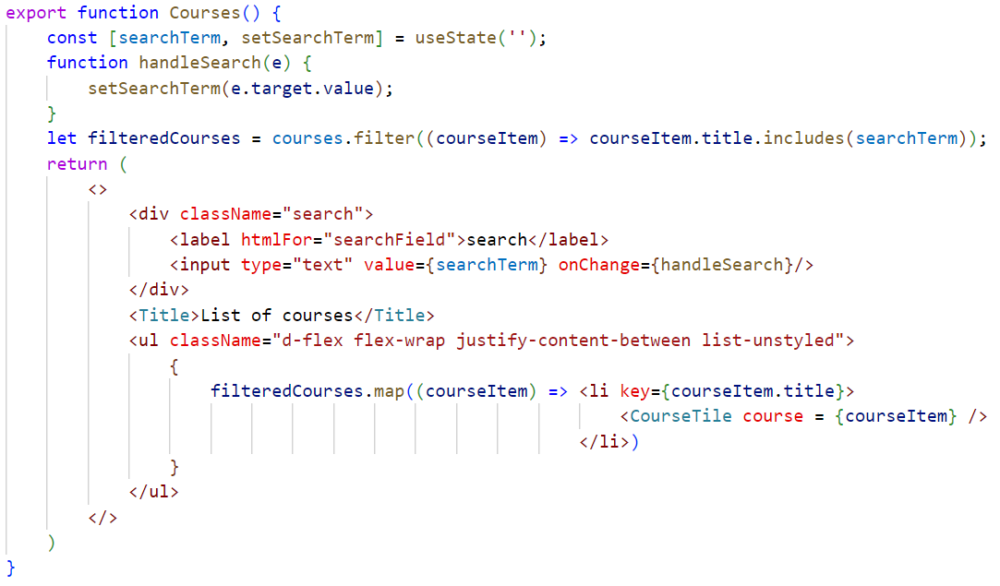 export function Courses() {
    const [searchTerm, setSearchTerm] = useState('');
    function handleSearch(e) {
        setSearchTerm(e.target.value);
    }
    let filteredCourses = courses.filter((courseItem) => courseItem.title.includes(searchTerm));
    return (
        <>
            <div className="search">
                <label htmlFor="searchField">search</label>
                <input type="text" value={searchTerm} onChange={handleSearch}/>
            </div>
            <Title>List of courses</Title>
            <ul className="d-flex flex-wrap justify-content-between list-unstyled">
                {
                    filteredCourses.map((courseItem) => <li key={courseItem.title}>
                                                            <CourseTile course = {courseItem} />
                                                        </li>)
                }
            </ul>
        </>
    )
}